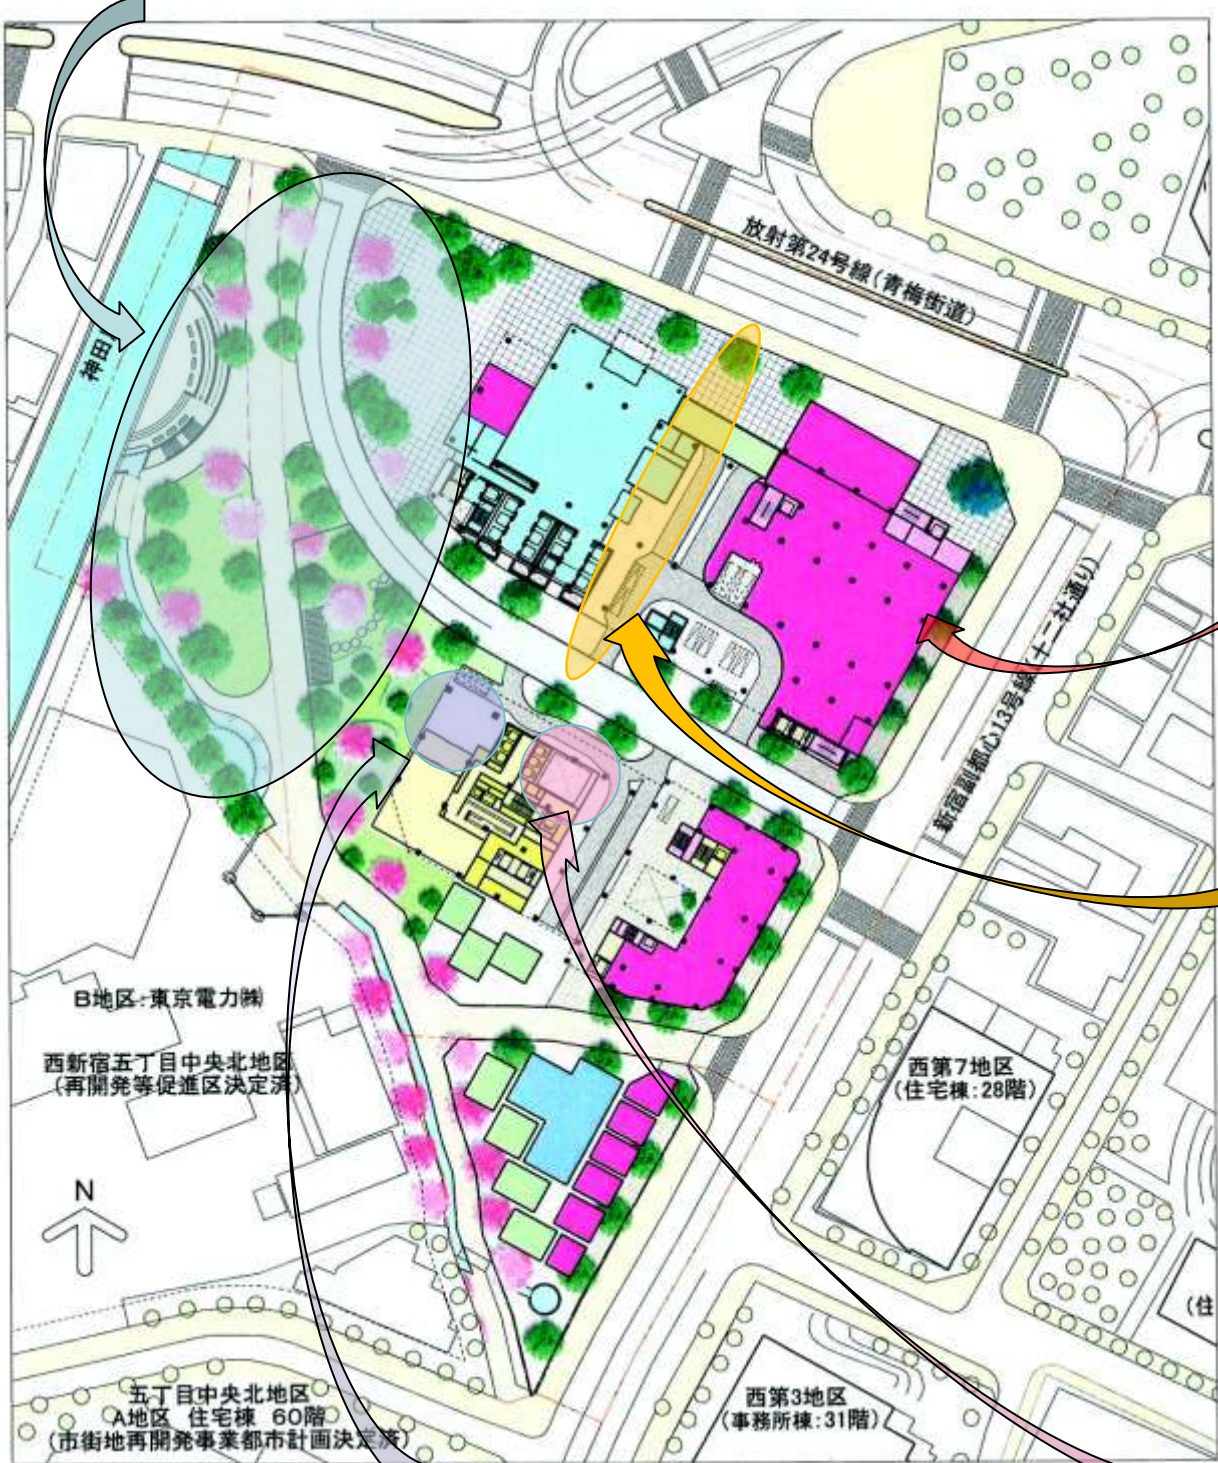 放射第24号線(青梅街道)
神田
新宿副都心13号線(十二社通り)
B地区:東京電力㈱
西新宿五丁目中央北地区
(再開発等促進区決定済)
西第7地区
(住宅棟:28階)
N
(住
五丁目中央北地区
A地区 住宅棟 60階
(市街地再開発事業都市計画決定済)
西第3地区
(事務所棟:31階)